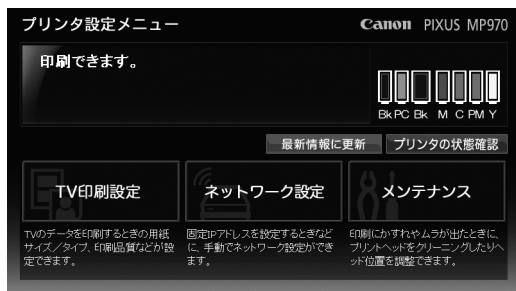 プリンタ設定メニュー
Canon PIXUS MP970
印刷できます。
Bk PC Bk M C PM Y
最新情報に更新 プリンタの状態確認
TV印刷設定 ネットワーク設定 メンテナンス
TVのデータを印刷するときの用紙
サイズ/タイプ、印刷品質などが設
定できます。
固定IPアドレスを設定するときなど
に、手動でネットワーク設定ができ
ます。
印刷にかすれやムラが出たときに、
プリントヘッドをクリーニングしたりヘ
ッド位置を調整できます。